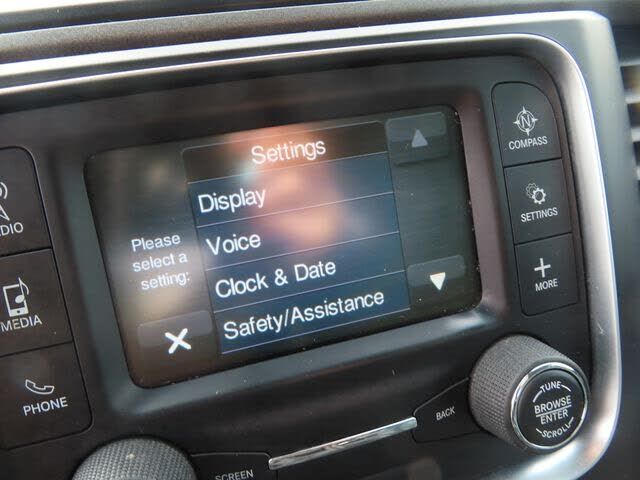 Settings
Display
Voice
Clock & Date
Safety/Assistance
Please
select a
setting:
MEDIA
PHONE
N
COMPASS
SETTINGS
MORE
BACK
SCREEN
TUNE
BROWSE
ENTER
SCROLL